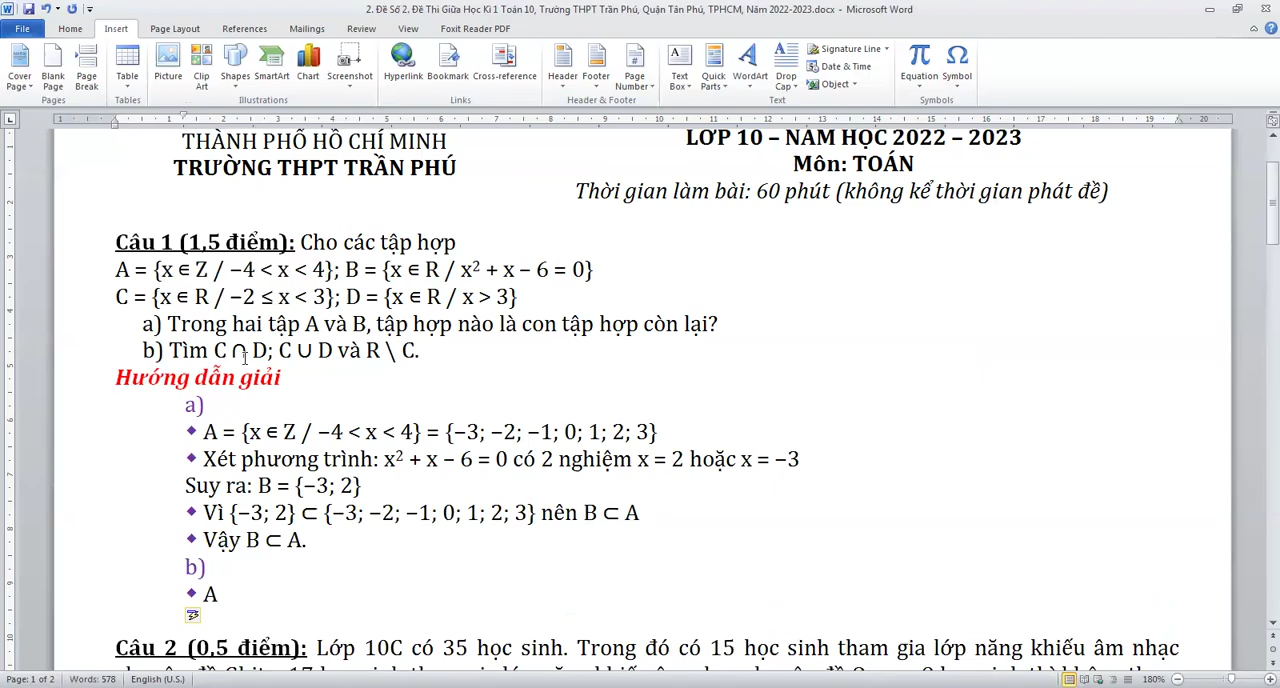 2. Đề Số 2. Đề Thi Giữa Học Kì 1 Toán 10, Trường THPT Trần Phú, Quận Tân Phú, TPHCM, Năm 2022-2023.docx - Microsoft Word
File Home Insert Page Layout References Mailings Review View Foxit Reader PDF
Cover Page Blank Page Page Break Table Picture Clip Art Shapes SmartArt Chart Screenshot Hyperlink Bookmark Cross-reference Header Footer Page Number Text Box Quick Parts WordArt Drop Cap Signature Line Date & Time Object Equation Symbol
Pages Tables Illustrations Links Header & Footer Text Symbols
THÀNH PHỐ HỒ CHÍ MINH
TRƯỜNG THPT TRẦN PHÚ
LỚP 10 – NĂM HỌC 2022 – 2023
Môn: TOÁN
Thời gian làm bài: 60 phút (không kể thời gian phát đề)
Câu 1 (1,5 điểm): Cho các tập hợp
A = {x ∈ Z / −4 < x < 4}; B = {x ∈ R / x² + x − 6 = 0}
C = {x ∈ R / −2 ≤ x < 3}; D = {x ∈ R / x > 3}
a) Trong hai tập A và B, tập hợp nào là con tập hợp còn lại?
b) Tìm C ∩ D; C ∪ D và R \ C.
Hướng dẫn giải
a)
A = {x ∈ Z / −4 < x < 4} = {−3; −2; −1; 0; 1; 2; 3}
Xét phương trình: x² + x − 6 = 0 có 2 nghiệm x = 2 hoặc x = −3
Suy ra: B = {−3; 2}
Vì {−3; 2} ⊂ {−3; −2; −1; 0; 1; 2; 3} nên B ⊂ A
Vậy B ⊂ A.
b)
A
Câu 2 (0,5 điểm): Lớp 10C có 35 học sinh. Trong đó có 15 học sinh tham gia lớp năng khiếu âm nhạc
Page: 1 of 2 Words: 578 English (U.S.) 180%